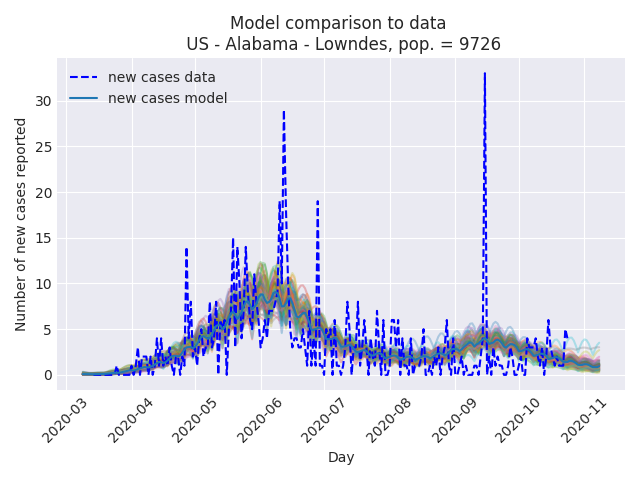 Model comparison to data
US - Alabama - Lowndes, pop. = 9726
new cases data
new cases model
Number of new cases reported
30
25
20
15
10
5
0
2020-03
2020-04
2020-05
2020-06
2020-07
2020-08
2020-09
2020-10
2020-11
Day